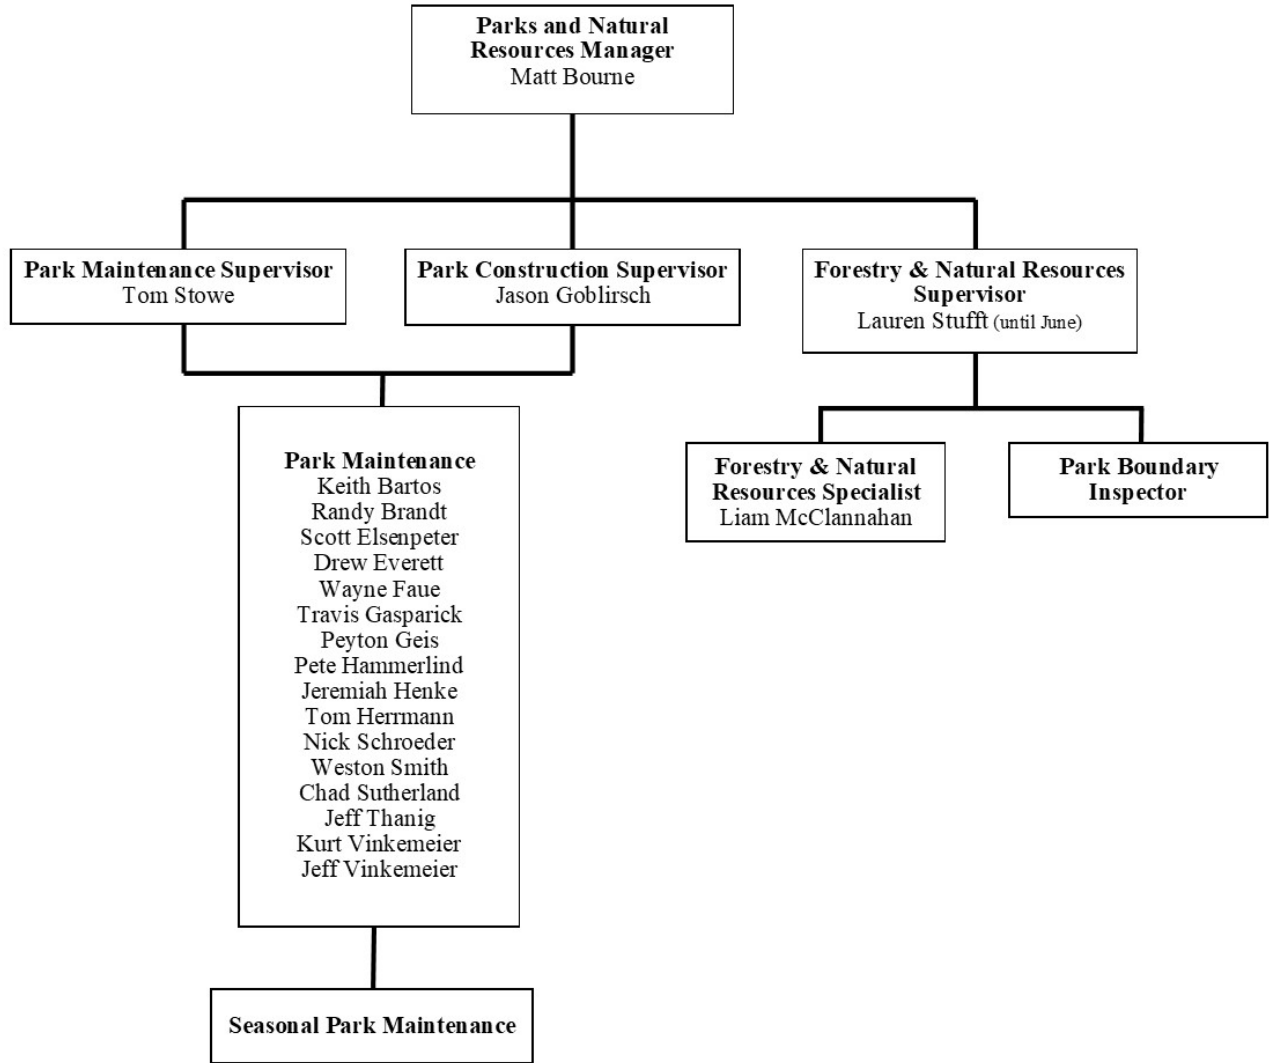 Parks and Natural
Resources Manager
Matt Bourne
Park Maintenance Supervisor
Tom Stowe
Park Construction Supervisor
Jason Goblirsch
Forestry & Natural Resources
Supervisor
Lauren Stufft (until June)
Park Maintenance
Keith Bartos
Randy Brandt
Scott Elsenpeter
Drew Everett
Wayne Faue
Travis Gasparick
Peyton Geis
Pete Hammerlind
Jeremiah Henke
Tom Herrmann
Nick Schroeder
Weston Smith
Chad Sutherland
Jeff Thanig
Kurt Vinkemeier
Jeff Vinkemeier
Forestry & Natural
Resources Specialist
Liam McClannahan
Park Boundary
Inspector
Seasonal Park Maintenance